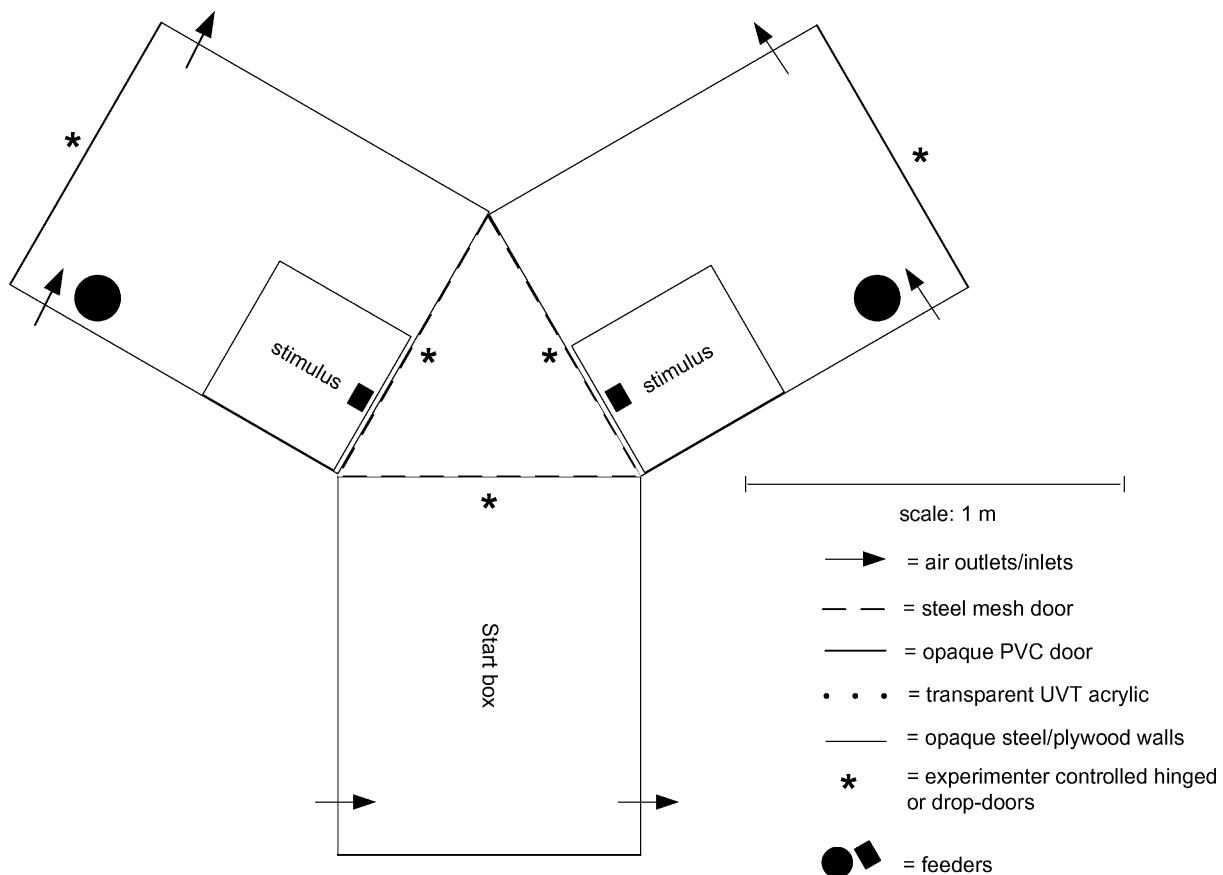 stimulus
stimulus
*
*
*
*
*
Start box
scale: 1 m
= air outlets/inlets
= steel mesh door
= opaque PVC door
= transparent UVT acrylic
= opaque steel/plywood walls
* = experimenter controlled hinged
or drop-doors
= feeders